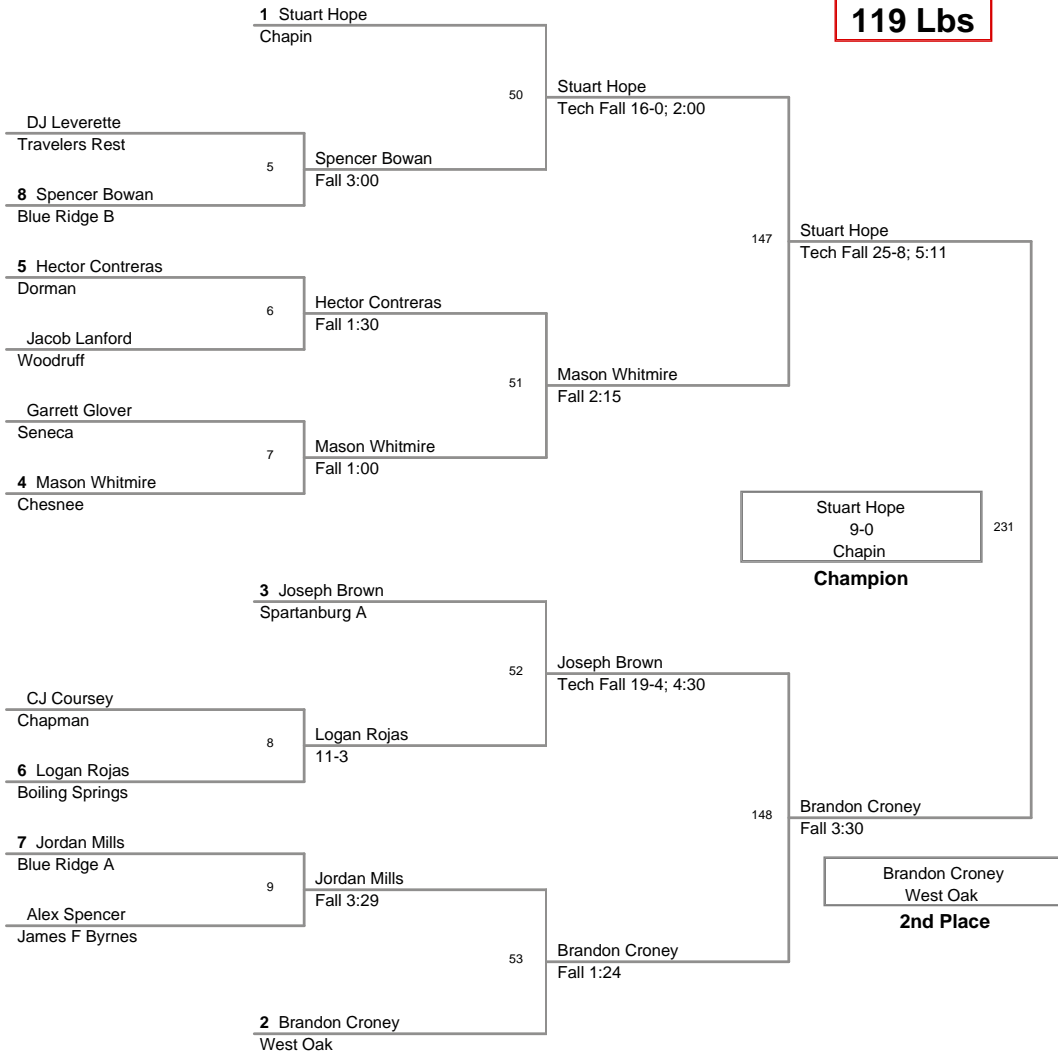 119 Lbs
1 Stuart Hope
Chapin
50
Stuart Hope
Tech Fall 16-0; 2:00
DJ Leverette
Travelers Rest
5
Spencer Bowan
Fall 3:00
8 Spencer Bowan
Blue Ridge B
147
Stuart Hope
Tech Fall 25-8; 5:11
5 Hector Contreras
Dorman
6
Hector Contreras
Fall 1:30
Jacob Lanford
Woodruff
51
Mason Whitmire
Fall 2:15
Garrett Glover
Seneca
7
Mason Whitmire
Fall 1:00
4 Mason Whitmire
Chesnee
Stuart Hope
9-0
Chapin
Champion
231
3 Joseph Brown
Spartanburg A
52
Joseph Brown
Tech Fall 19-4; 4:30
CJ Coursey
Chapman
8
Logan Rojas
11-3
6 Logan Rojas
Boiling Springs
148
Brandon Croney
Fall 3:30
7 Jordan Mills
Blue Ridge A
9
Jordan Mills
Fall 3:29
Alex Spencer
James F Byrnes
Brandon Croney
West Oak
2nd Place
53
Brandon Croney
Fall 1:24
2 Brandon Croney
West Oak